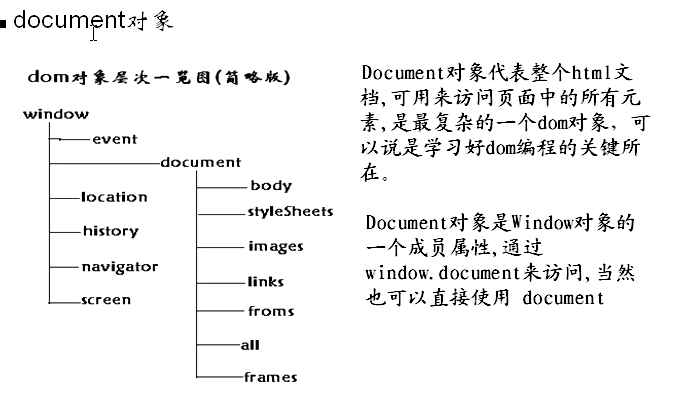 document对象
dom对象层次一览图(简略版)
window
event
document
location
history
navigator
screen
body
styleSheets
images
links
froms
all
frames
Document对象代表整个html文
档,可用来访问页面中的所有元
素,是最复杂的一个dom对象，可
以说是学习好dom编程的关键所
在。
Document对象是Window对象的
一个成员属性,通过
window.document来访问,当然
也可以直接使用 document